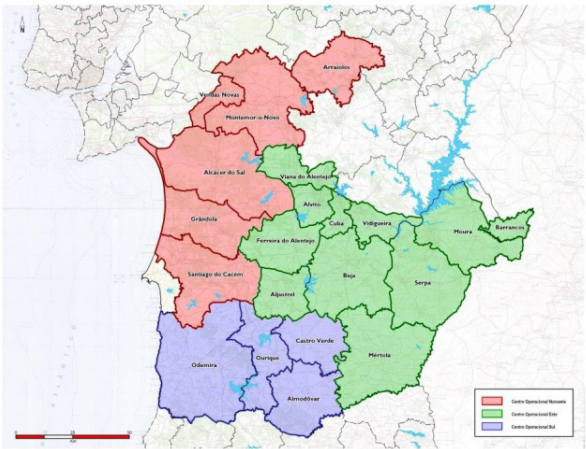 N
Arraiolos
Vendas Novas
Montemor-o-Novo
Alcácer do Sal
Viana do Alentejo
Alvito
Grândola
Cuba
Vidigueira
Moura
Barrancos
Ferreira do Alentejo
Santiago do Cacém
Beja
Serpa
Aljustrel
Castro Verde
Ourique
Odemira
Mértola
Almodôvar
Centro Operacional Noroeste
Centro Operacional Este
Centro Operacional Sul